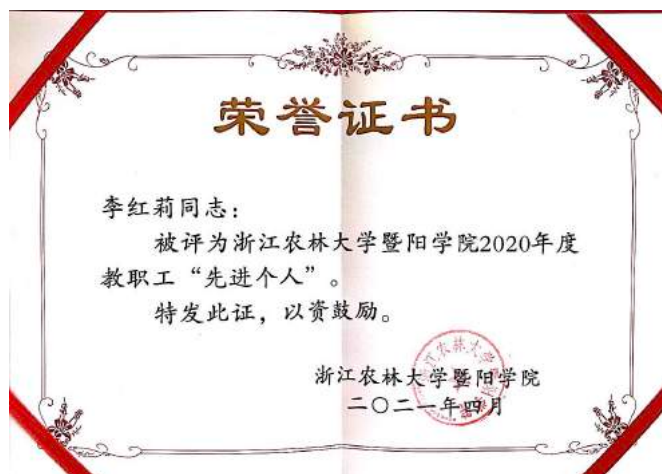 荣誉证书
李红莉同志：
被评为浙江农林大学暨阳学院2020年度
教职工“先进个人”。
特发此证，以资鼓励。
浙江农林大学暨阳学院
二〇二一年四月